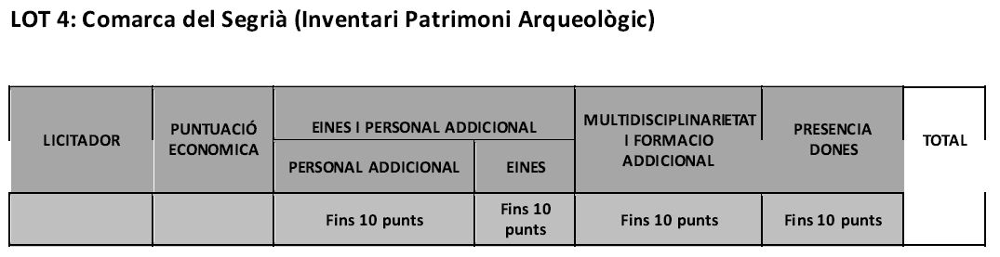 LOT 4: Comarca del Segrià (Inventari Patrimoni Arqueològic)
LICITADOR
PUNTUACIÓ
ECONOMICA
EINES I PERSONAL ADDICIONAL
PERSONAL ADDICIONAL
EINES
MULTIDISCIPLINARIETAT
I FORMACIO
ADDICIONAL
PRESENCIA
DONES
TOTAL
Fins 10 punts
Fins 10
punts
Fins 10 punts
Fins 10 punts